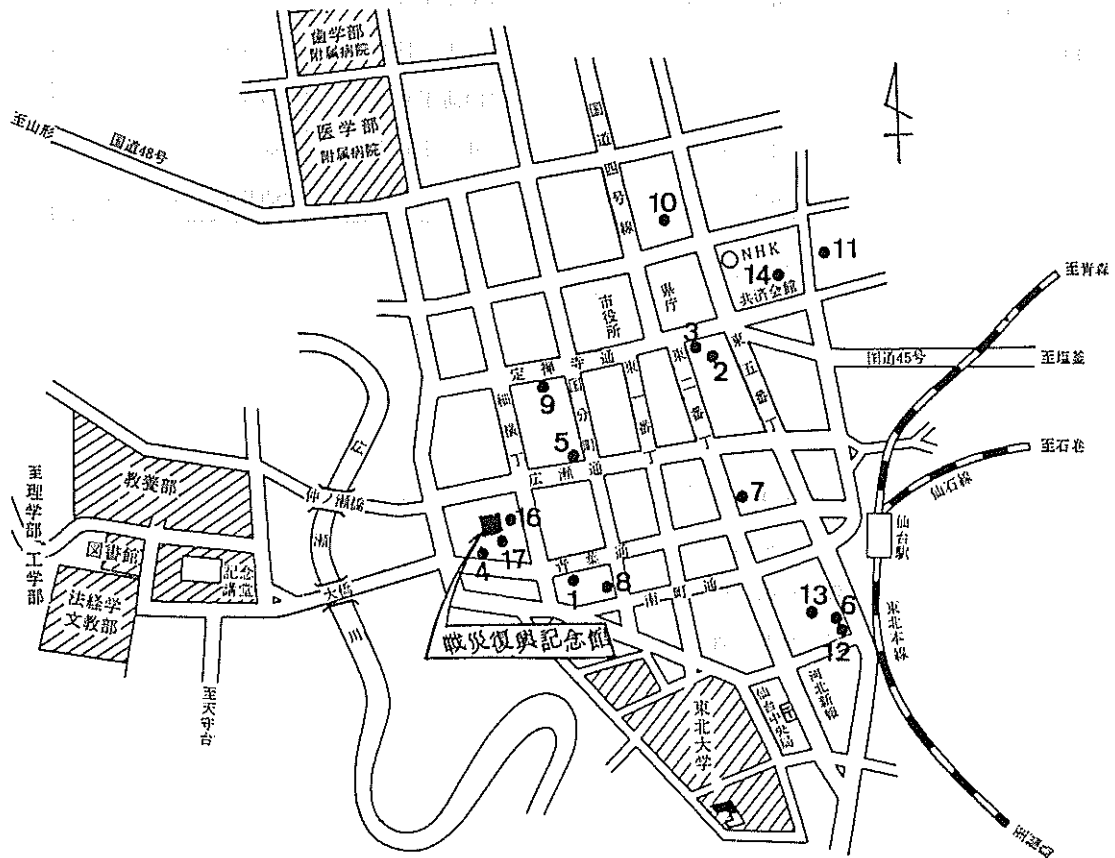 歯学部
附属病院
医学部
附属病院
至山形
国道48号
国道四号線
10
NHK
14
共済会館
11
至青森
市役所
県庁
3
2
東五番丁
国道45号
至塩釜
定禅寺通
国分町
東一番丁
東二番丁
9
細横丁
5
広瀬通
7
至石巻
仙石線
仙台駅
至理学部工学部
教養部
仲ノ瀬橋
広瀬川
図書館
記念講堂
法経学
文教部
大橋
16
17
4
青葉通
1
8
南町通
13
6
12
東北本線
戦災復興記念館
至天守台
東北大学
仙台中央局
河北新報